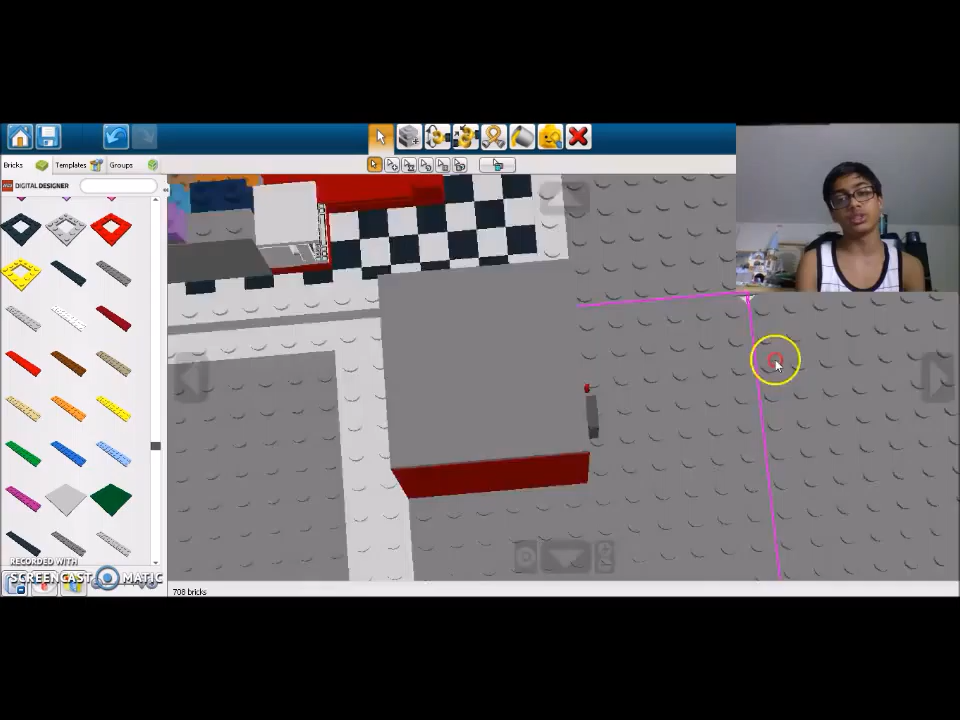 Bricks Templates Groups
DIGITAL DESIGNER
RECORDED WITH
SCREENCAST MATIC
708 bricks